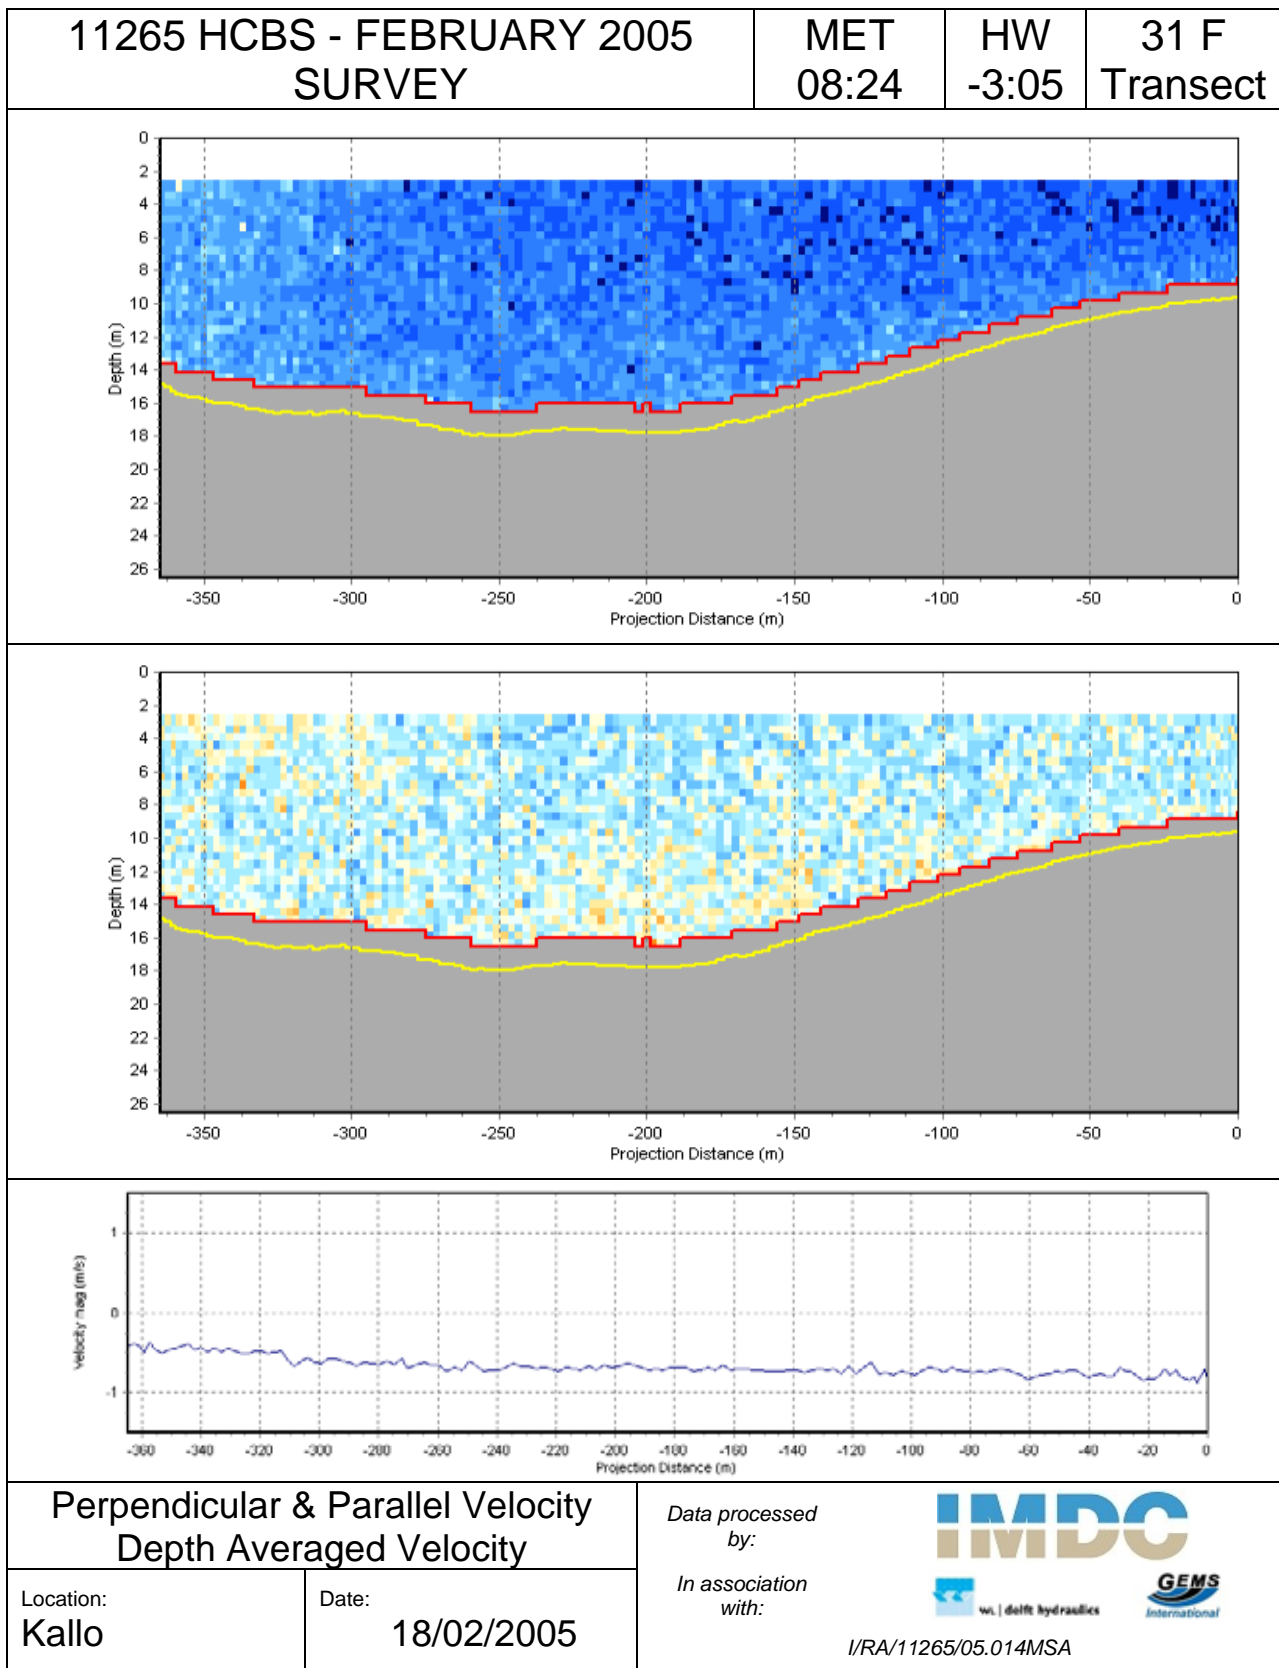 11265 HCBS - FEBRUARY 2005
SURVEY
MET
08:24
HW
-3:05
31 F
Transect
0
2
4
6
8
10
12
14
16
18
20
22
24
26
Depth (m)
-350
-300
-250
-200
-150
-100
-50
0
Projection Distance (m)
0
2
4
6
8
10
12
14
16
18
20
22
24
26
Depth (m)
-350
-300
-250
-200
-150
-100
-50
0
Projection Distance (m)
Velocity mag (m/s)
1
0
-1
-360
-340
-320
-300
-280
-260
-240
-220
-200
-180
-160
-140
-120
-100
-80
-60
-40
-20
0
Projection Distance (m)
Perpendicular & Parallel Velocity
Depth Averaged Velocity
Location:
Kallo
Date:
18/02/2005
Data processed
by:
IMDC
In association
with:
WL | delft hydraulics
GEMS
International
I/RA/11265/05.014MSA